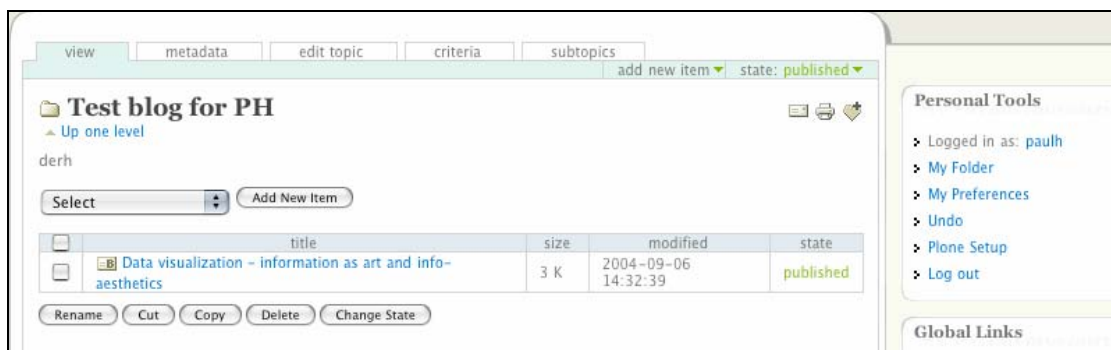 view metadata edit topic criteria subtopics
add new item state: published
Test blog for PH
Up one level
derh
Select Add New Item
title size modified state
Data visualization – information as art and info-
aesthetics
3 K
2004-09-06
14:32:39
published
Rename Cut Copy Delete Change State
Personal Tools
Logged in as: paulh
My Folder
My Preferences
Undo
Plone Setup
Log out
Global Links